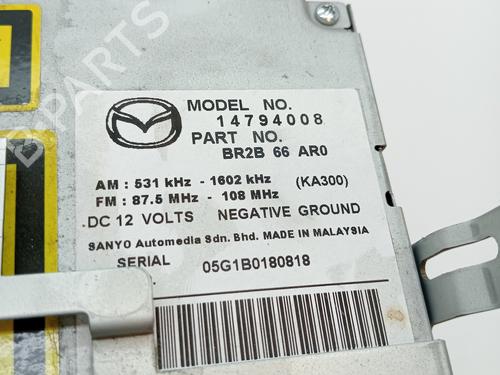 MODEL NO.
14794008
PART NO.
BR2B 66 AR0
AM : 531 kHz - 1602 kHz (KA300)
FM : 87.5 MHz - 108 MHz
DC 12 VOLTS NEGATIVE GROUND
SANYO Automedia Sdn. Bhd. MADE IN MALAYSIA
SERIAL 05G1B0180818
B-PARTS